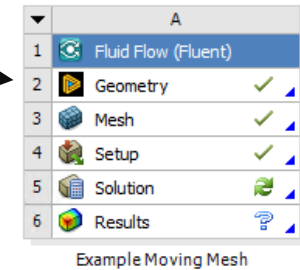 A
1 Fluid Flow (Fluent)
2 Geometry
3 Mesh
4 Setup
5 Solution
6 Results
Example Moving Mesh